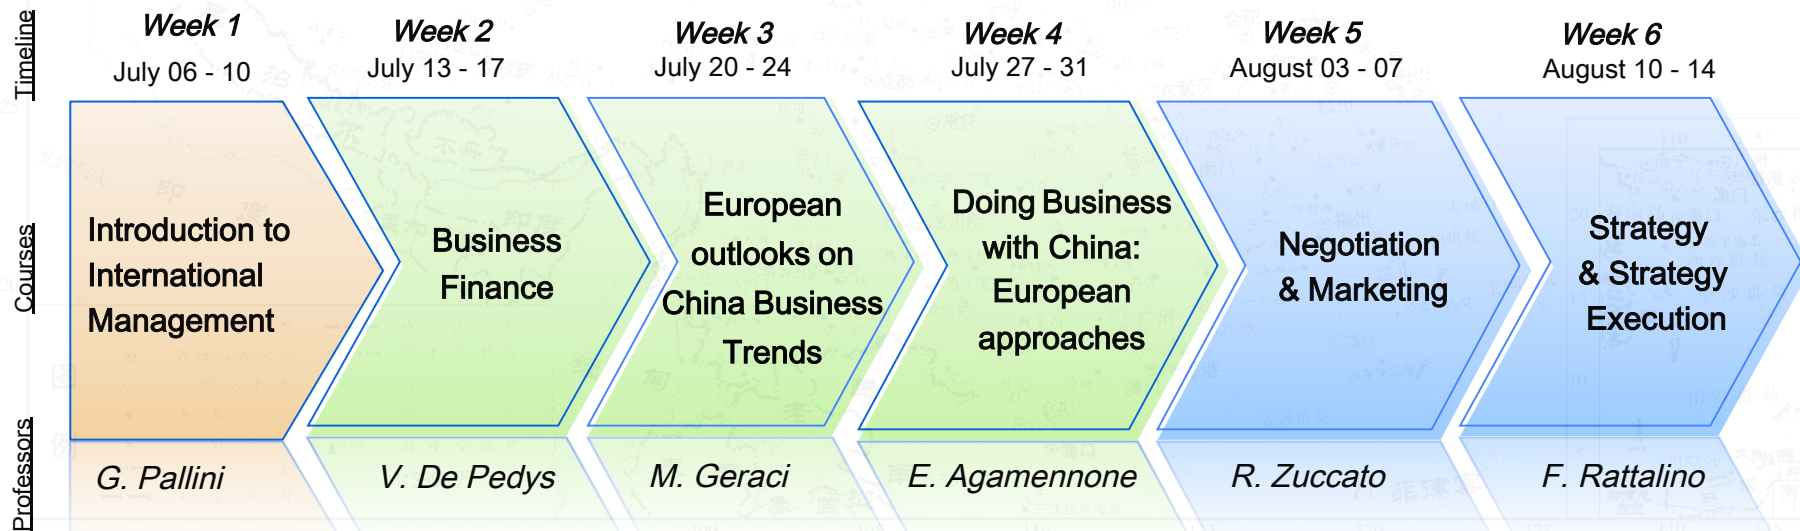 Timeline
Week 1
July 06 - 10
Week 2
July 13 - 17
Week 3
July 20 - 24
Week 4
July 27 - 31
Week 5
August 03 - 07
Week 6
August 10 - 14
Courses
Introduction to
International
Management
Business
Finance
European
outlooks on
China Business
Trends
Doing Business
with China:
European
approaches
Negotiation
& Marketing
Strategy
& Strategy
Execution
Professors
G. Pallini
V. De Pedys
M. Geraci
E. Agamennone
R. Zuccato
F. Rattalino